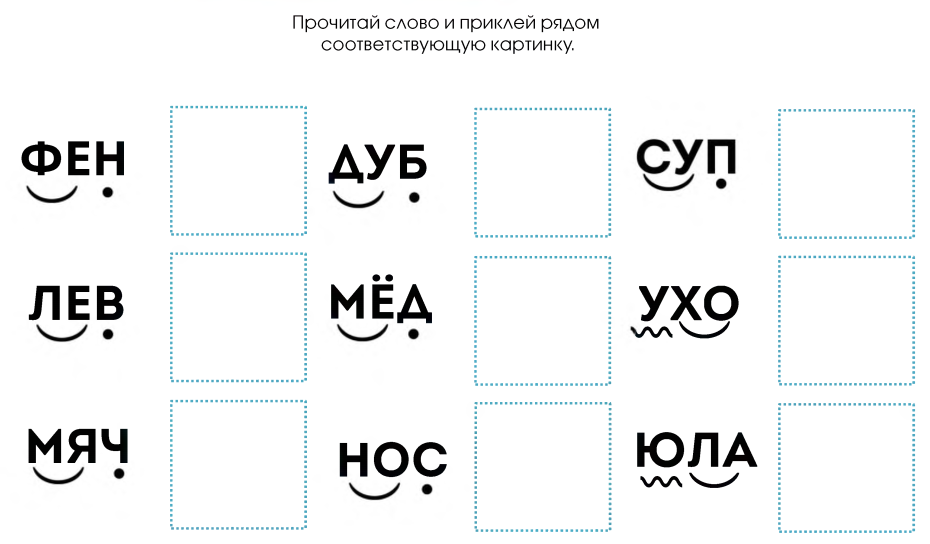 Прочитай слово и приклей рядом
соответствующую картинку.
ФЕН ДУБ СУП
ЛЕВ МЁД УХО
МЯЧ НОС ЮЛА